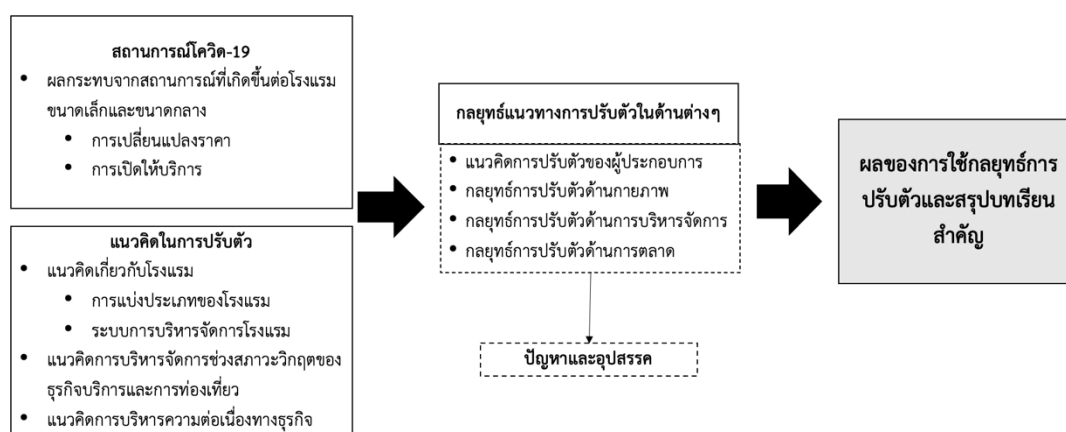 สถานการณ์โควิด-19
• ผลกระทบจากสถานการณ์ที่เกิดขึ้นต่อโรงแรม
ขนาดเล็กและขนาดกลาง
• การเปลี่ยนแปลงราคา
• การเปิดให้บริการ
แนวคิดในการปรับตัว
• แนวคิดเกี่ยวกับโรงแรม
• การแบ่งประเภทของโรงแรม
• ระบบการบริหารจัดการโรงแรม
• แนวคิดการบริหารจัดการช่วงสภาวะวิกฤตของ
ธุรกิจบริการและการท่องเที่ยว
• แนวคิดการบริหารความต่อเนื่องทางธุรกิจ
กลยุทธ์แนวทางการปรับตัวในด้านต่างๆ
• แนวคิดการปรับตัวของผู้ประกอบการ
• กลยุทธ์การปรับตัวด้านกายภาพ
• กลยุทธ์การปรับตัวด้านการบริหารจัดการ
• กลยุทธ์การปรับตัวด้านการตลาด
ปัญหาและอุปสรรค
ผลของการใช้กลยุทธ์การ
ปรับตัวและสรุปบทเรียน
สำคัญ